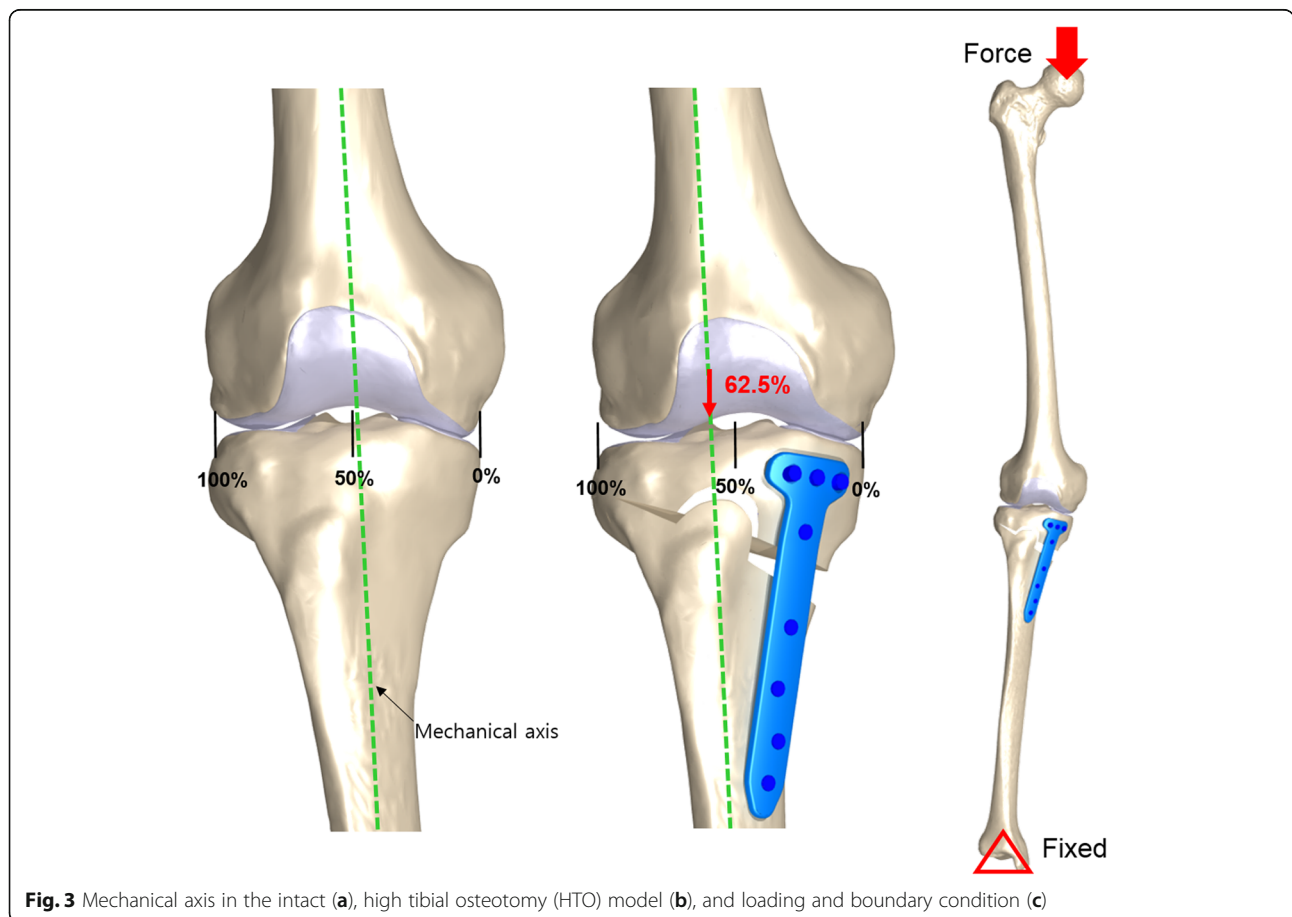 Force
62.5%
100%
50%
0%
100%
50%
0%
Mechanical axis
Fixed
Fig. 3 Mechanical axis in the intact (a), high tibial osteotomy (HTO) model (b), and loading and boundary condition (c)